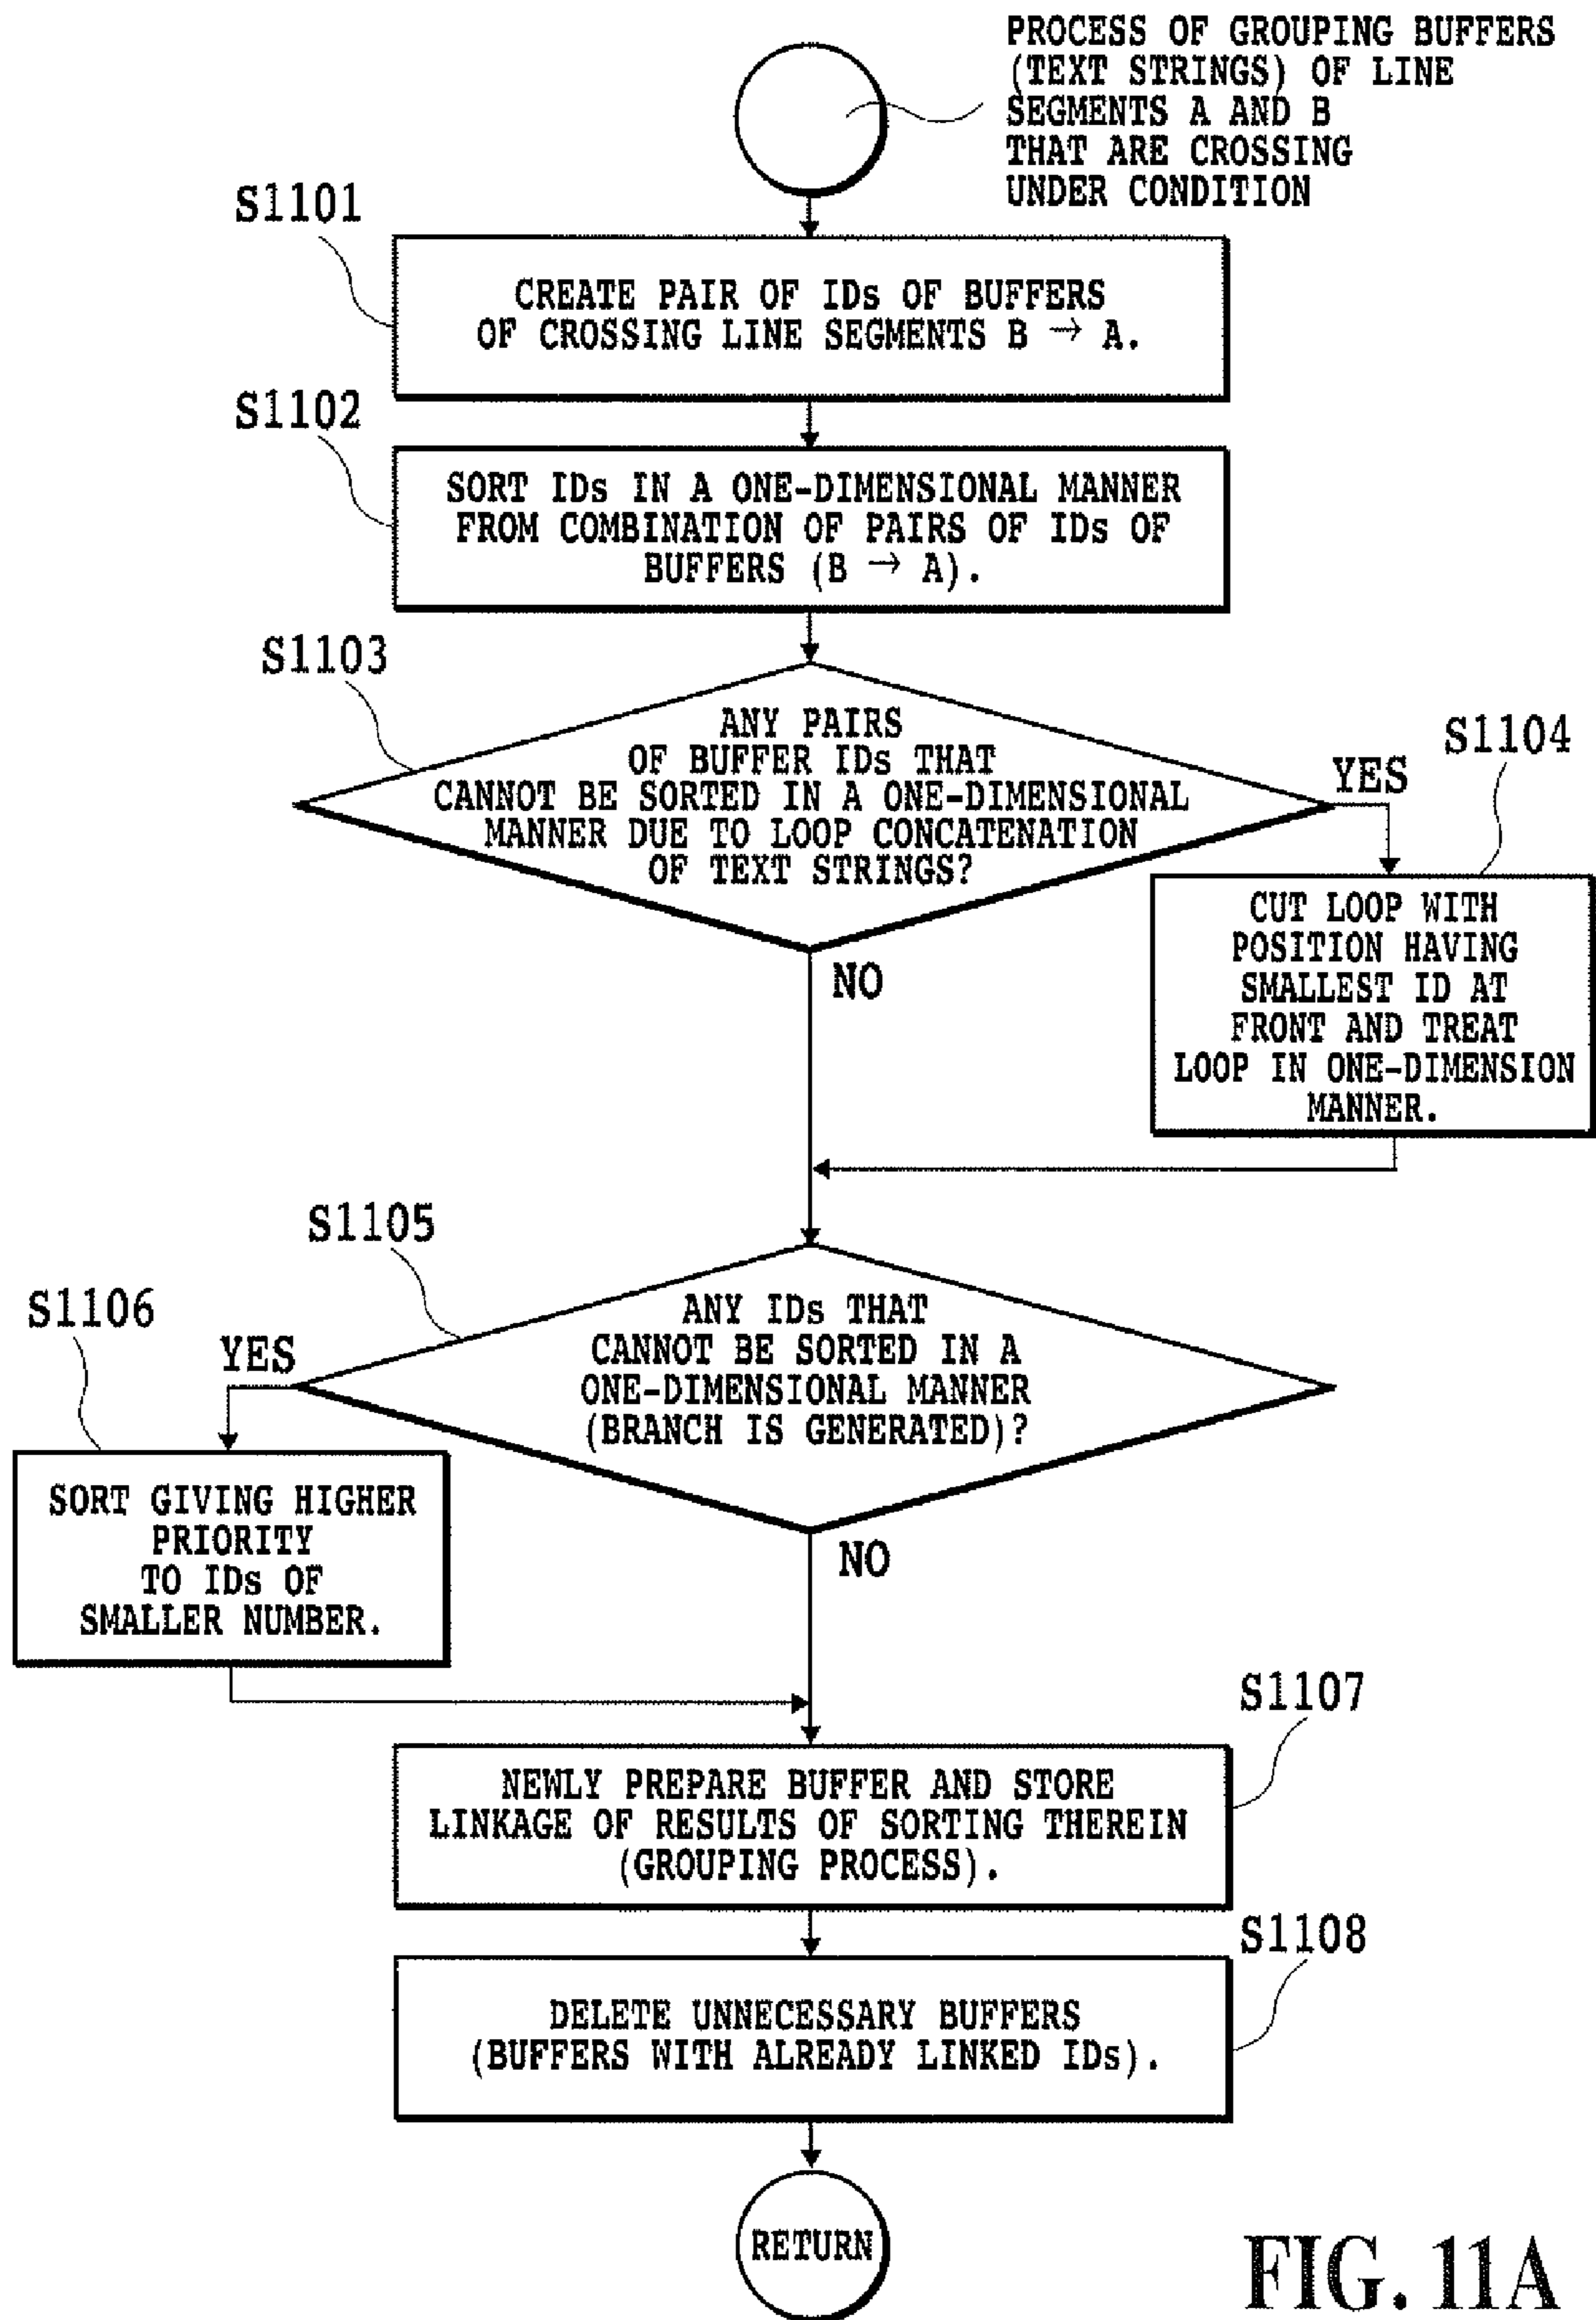 PROCESS OF GROUPING BUFFERS
(TEXT STRINGS) OF LINE
SEGMENTS A AND B
THAT ARE CROSSING
UNDER CONDITION
S1101
CREATE PAIR OF IDs OF BUFFERS
OF CROSSING LINE SEGMENTS B → A.
S1102
SORT IDs IN A ONE-DIMENSIONAL MANNER
FROM COMBINATION OF PAIRS OF IDs OF
BUFFERS (B → A).
S1103
ANY PAIRS
OF BUFFER IDs THAT
CANNOT BE SORTED IN A ONE-DIMENSIONAL
MANNER DUE TO LOOP CONCATENATION
OF TEXT STRINGS?
YES
NO
S1104
CUT LOOP WITH
POSITION HAVING
SMALLEST ID AT
FRONT AND TREAT
LOOP IN ONE-DIMENSION
MANNER.
S1105
ANY IDs THAT
CANNOT BE SORTED IN A
ONE-DIMENSIONAL MANNER
(BRANCH IS GENERATED)?
YES
NO
S1106
SORT GIVING HIGHER
PRIORITY
TO IDs OF
SMALLER NUMBER.
S1107
NEWLY PREPARE BUFFER AND STORE
LINKAGE OF RESULTS OF SORTING THEREIN
(GROUPING PROCESS).
S1108
DELETE UNNECESSARY BUFFERS
(BUFFERS WITH ALREADY LINKED IDs).
RETURN
FIG. 11A